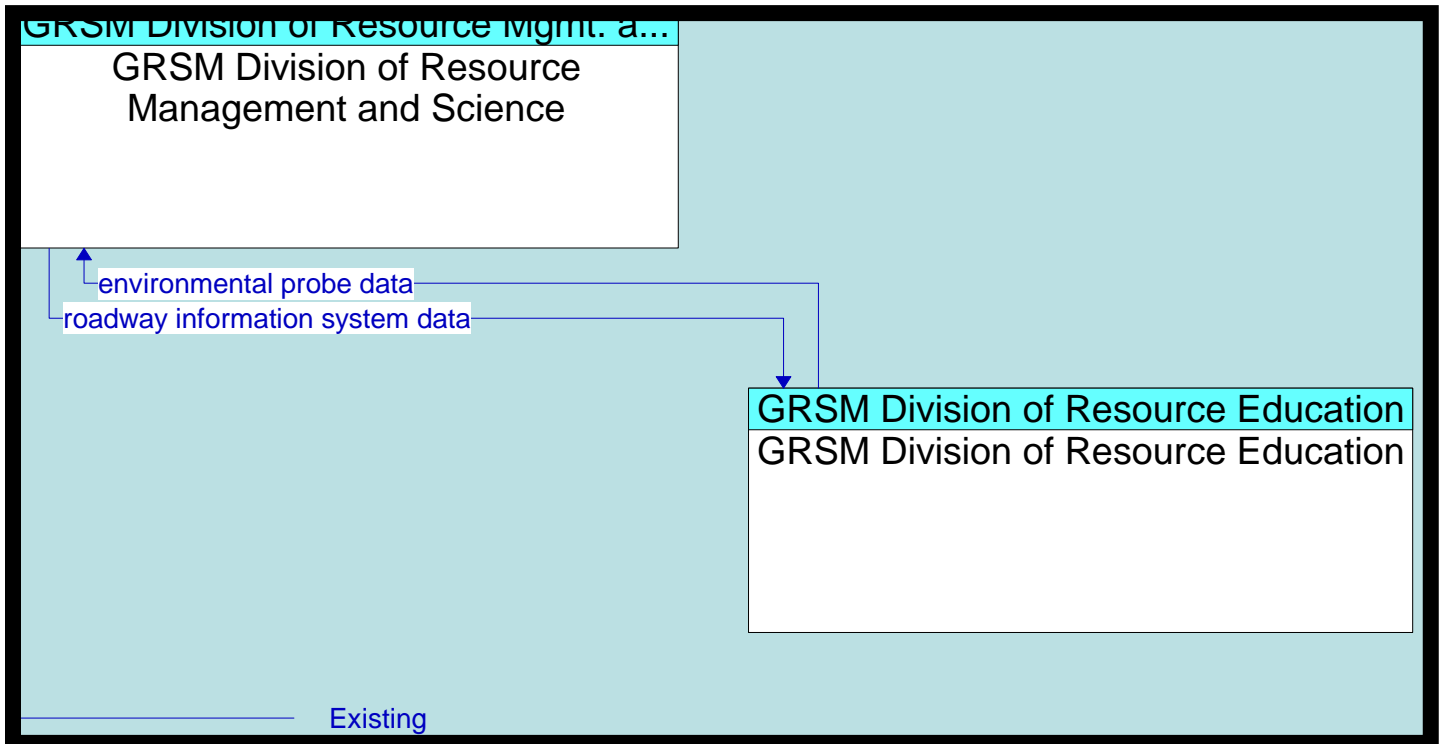 GRSM Division of Resource Mgmt. a...
GRSM Division of Resource
Management and Science
environmental probe data
roadway information system data
GRSM Division of Resource Education
GRSM Division of Resource Education
Existing